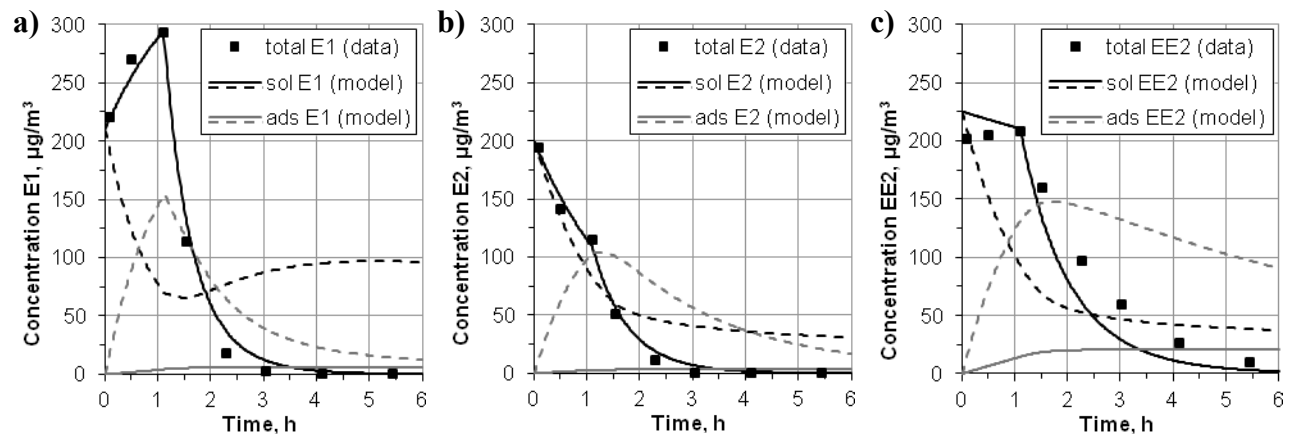 a)
Concentration E1, µg/m³
300
250
200
150
100
50
0
total E1 (data)
sol E1 (model)
ads E1 (model)
0 1 2 3 4 5 6
Time, h
b)
Concentration E2, µg/m³
300
250
200
150
100
50
0
total E2 (data)
sol E2 (model)
ads E2 (model)
0 1 2 3 4 5 6
Time, h
c)
Concentration EE2, µg/m³
300
250
200
150
100
50
0
total EE2 (data)
sol EE2 (model)
ads EE2 (model)
0 1 2 3 4 5 6
Time, h